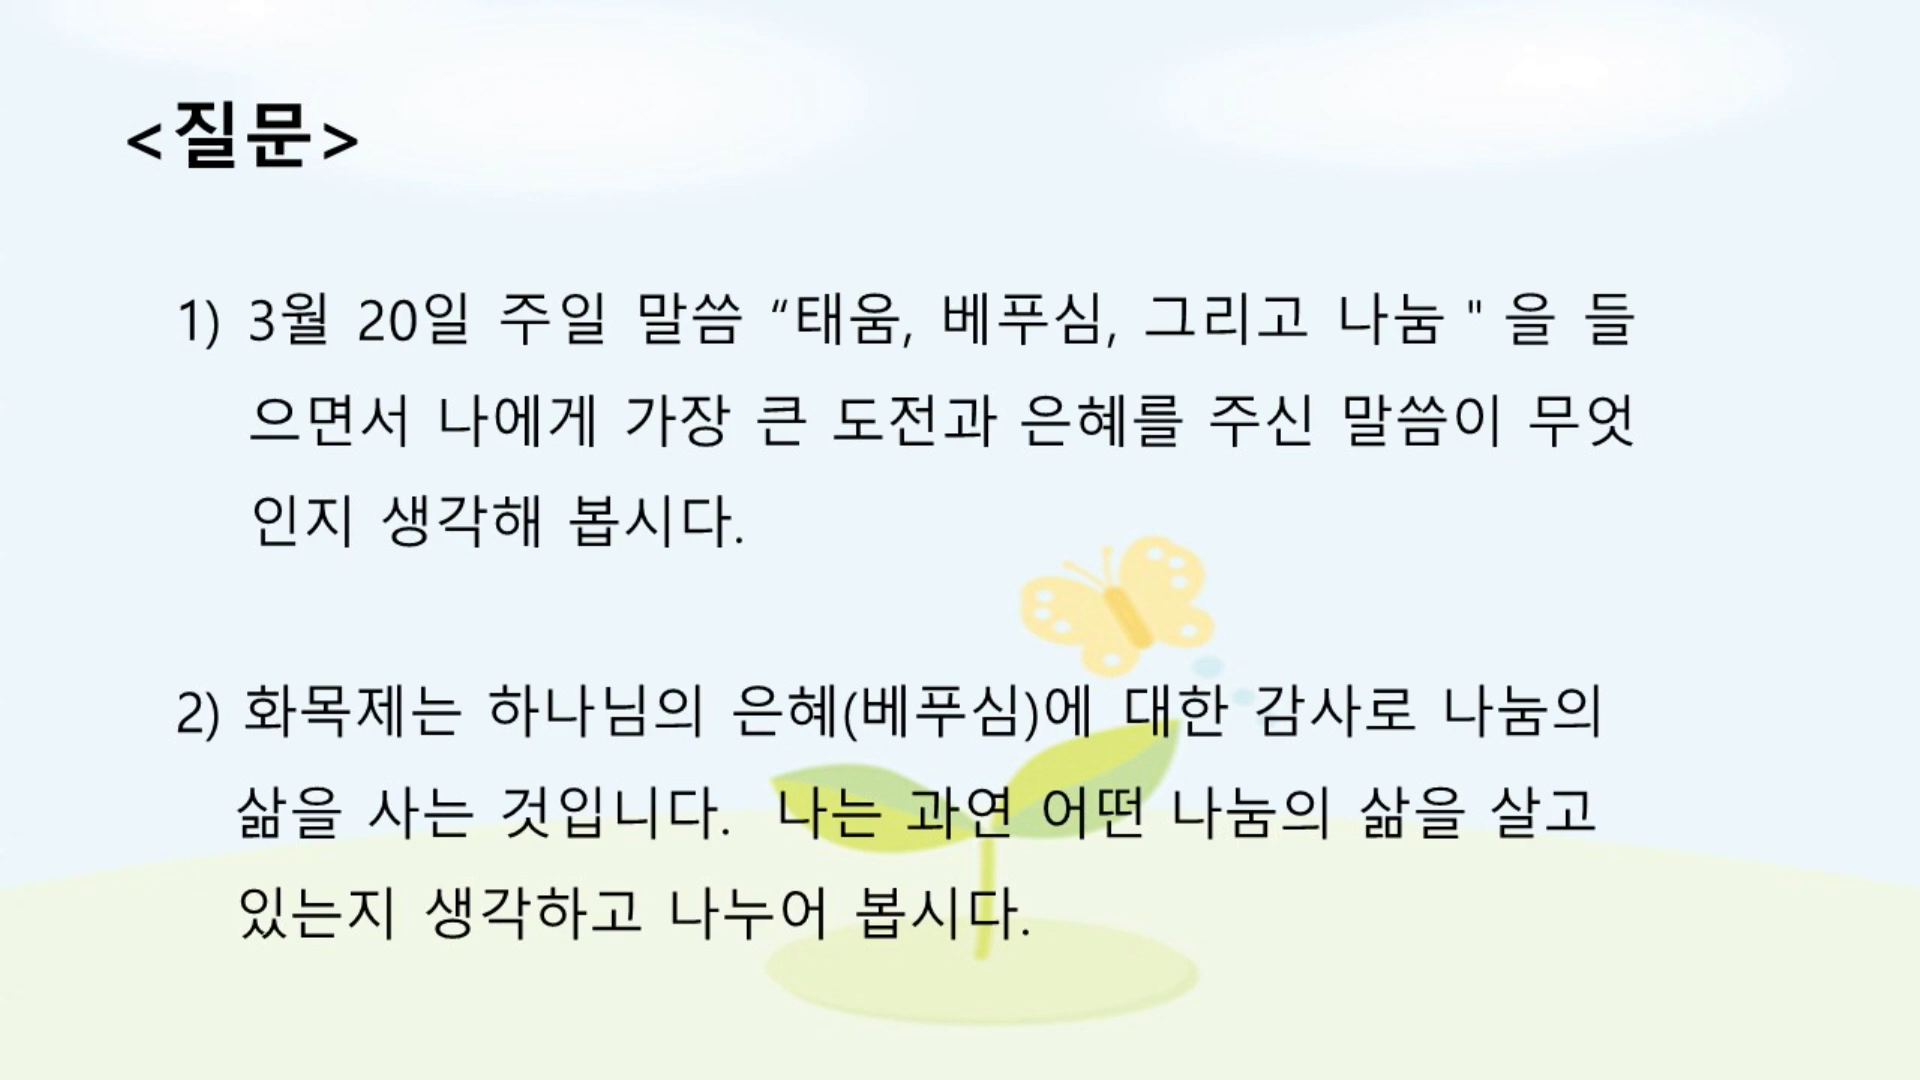 <질문>
1) 3월 20일 주일 말씀 “태움, 베푸심, 그리고 나눔 " 을 들
으면서 나에게 가장 큰 도전과 은혜를 주신 말씀이 무엇
인지 생각해 봅시다.
2) 화목제는 하나님의 은혜(베푸심)에 대한 감사로 나눔의
삶을 사는 것입니다. 나는 과연 어떤 나눔의 삶을 살고
있는지 생각하고 나누어 봅시다.